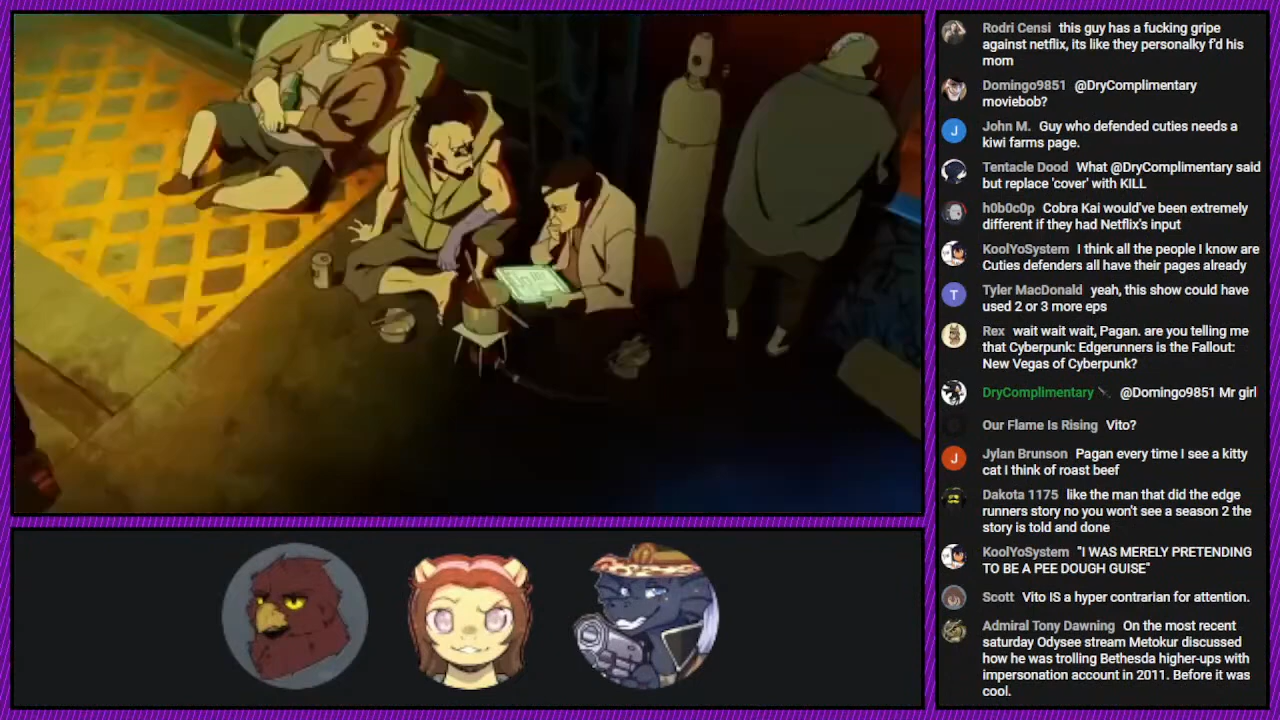 Rodri Censi this guy has a fucking gripe
against netflix, its like they personalky f'd his
mom
Domingo9851 @DryComplimentary
moviebob?
J John M. Guy who defended cuties needs a
kiwi farms page.
Tentacle Dood What @DryComplimentary said
but replace 'cover' with KILL
h0b0c0p Cobra Kai would've been extremely
different if they had Netflix's input
KoolYoSystem I think all the people I know are
Cuties defenders all have their pages already
T Tyler MacDonald yeah, this show could have
used 2 or 3 more eps
Rex wait wait wait, Pagan. are you telling me
that Cyberpunk: Edgerunners is the Fallout:
New Vegas of Cyberpunk?
DryComplimentary @Domingo9851 Mr girl
Our Flame Is Rising Vito?
J Jylan Brunson Pagan every time I see a kitty
cat I think of roast beef
Dakota 1175 like the man that did the edge
runners story no you won't see a season 2 the
story is told and done
KoolYoSystem "I WAS MERELY PRETENDING
TO BE A PEE DOUGH GUISE"
Scott Vito IS a hyper contrarian for attention.
Admiral Tony Dawning On the most recent
saturday Odysee stream Metokur discussed
how he was trolling Bethesda higher-ups with
impersonation account in 2011. Before it was
cool.